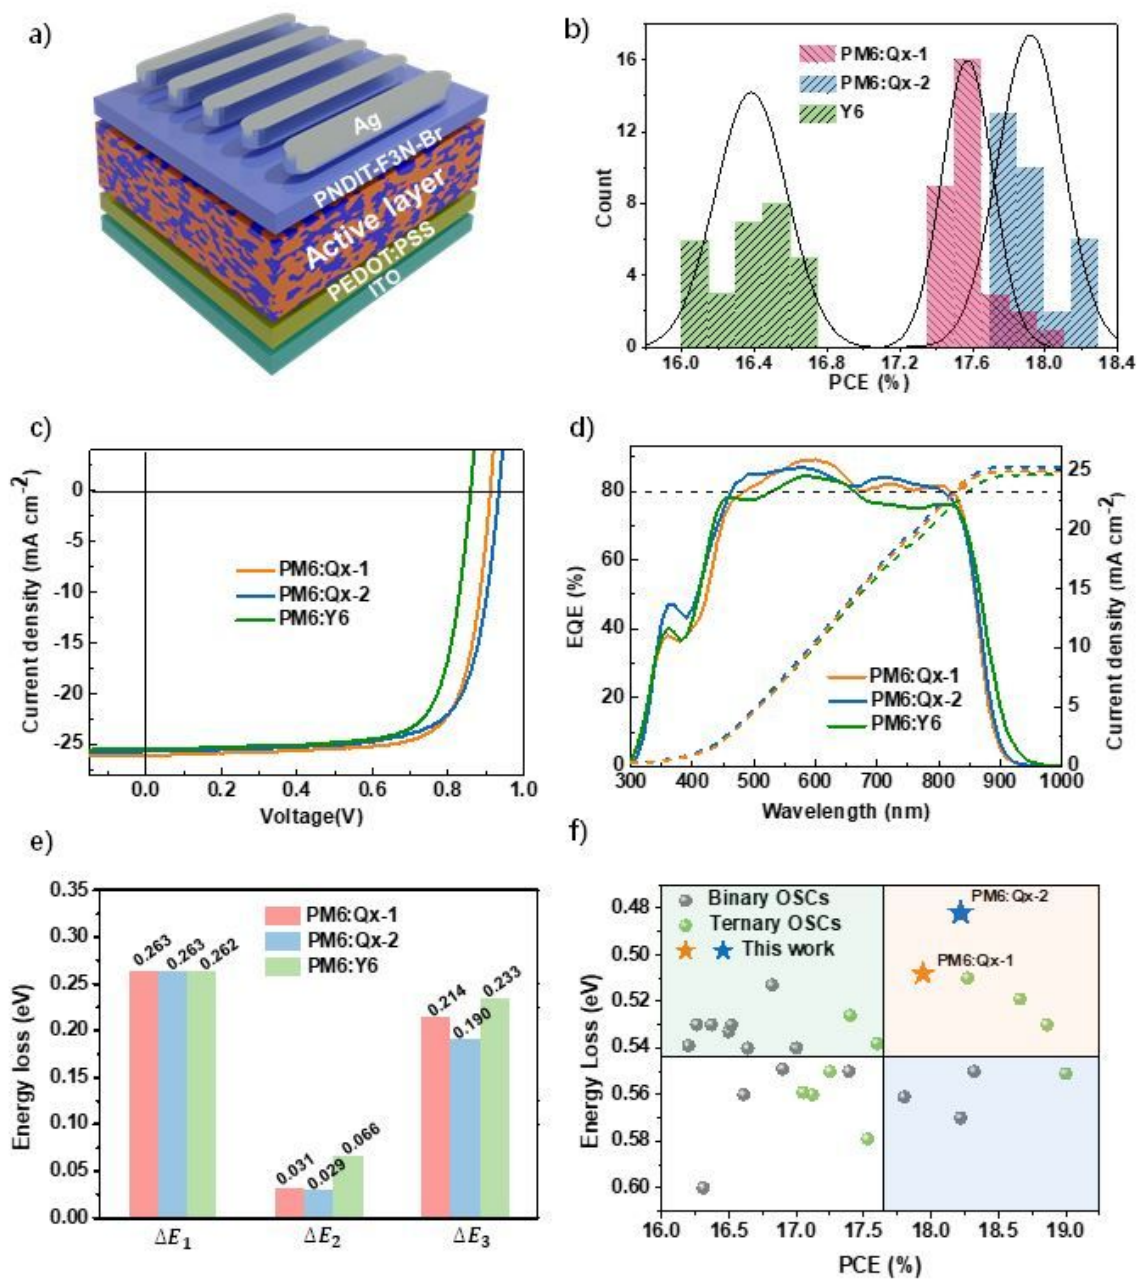 a)
Ag
PNDIT-F3N-Br
Active layer
PEDOT:PSS
ITO
b)
PM6:Qx-1
PM6:Qx-2
Y6
16
12
8
4
0
Count
16.0 16.4 16.8 17.2 17.6 18.0 18.4
PCE (%)
c)
0
-5
-10
-15
-20
-25
Current density (mA cm⁻²)
PM6:Qx-1
PM6:Qx-2
PM6:Y6
0.0 0.2 0.4 0.6 0.8 1.0
Voltage(V)
d)
80
60
40
20
0
EQE (%)
PM6:Qx-1
PM6:Qx-2
PM6:Y6
25
20
15
10
5
0
Current density (mA cm⁻²)
300 400 500 600 700 800 900 1000
Wavelength (nm)
e)
0.35
0.30
0.25
0.20
0.15
0.10
0.05
0.00
Energy loss (eV)
PM6:Qx-1
PM6:Qx-2
PM6:Y6
0.263 0.263 0.262
0.031 0.029 0.066
0.214 0.190 0.233
ΔE₁ ΔE₂ ΔE₃
f)
Binary OSCs
Ternary OSCs
This work
PM6:Qx-2
PM6:Qx-1
0.48
0.50
0.52
0.54
0.56
0.58
0.60
Energy Loss (eV)
16.0 16.5 17.0 17.5 18.0 18.5 19.0
PCE (%)